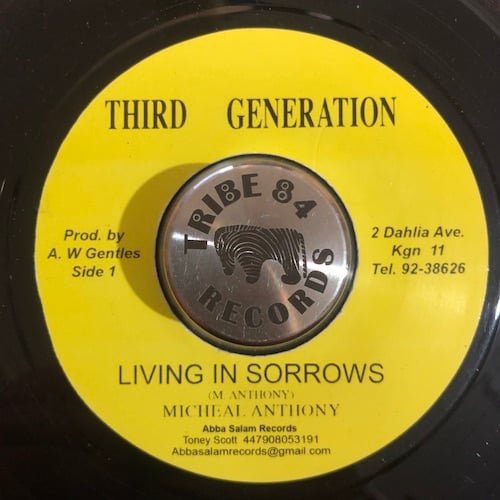 THIRD GENERATION
TRIBE 84
RECORDS
Prod. by
A. W Gentles
Side 1
2 Dahlia Ave.
Kgn 11
Tel. 92-38626
LIVING IN SORROWS
(M. ANTHONY)
MICHEAL ANTHONY
Abba Salam Records
Toney Scott 447908053191
Abbasalamrecords@gmail.com